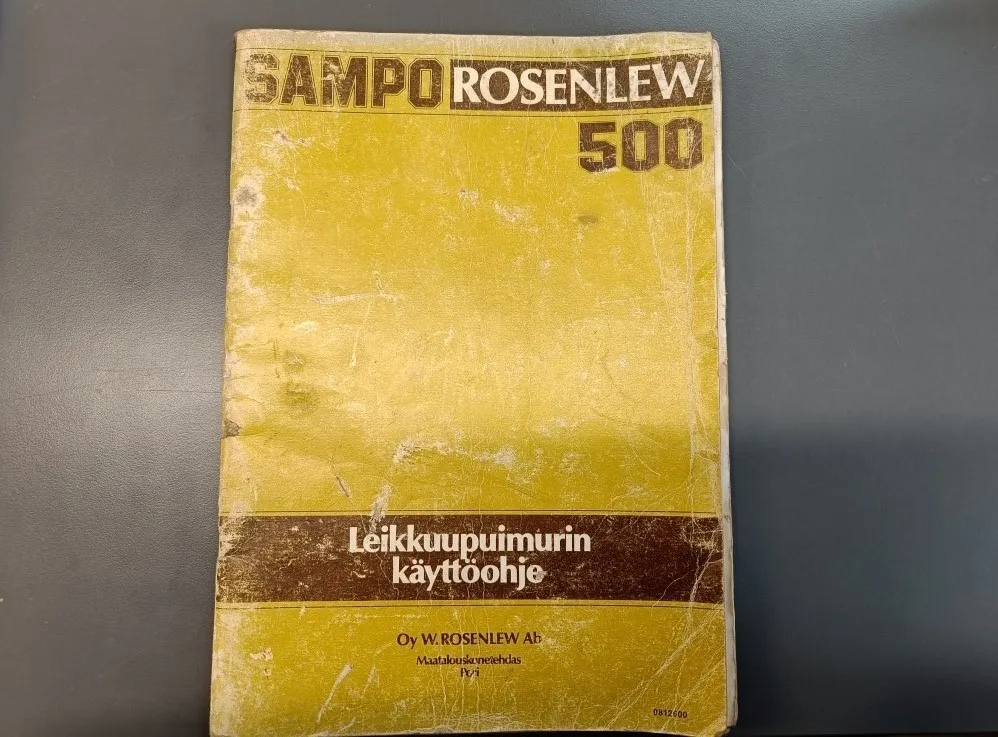 SAMPO ROSENLEW
500
Leikkuupuimurin
käyttöohje
Oy W. ROSENLEW Ab
Maatalouskonetehdas
Pori
0812600